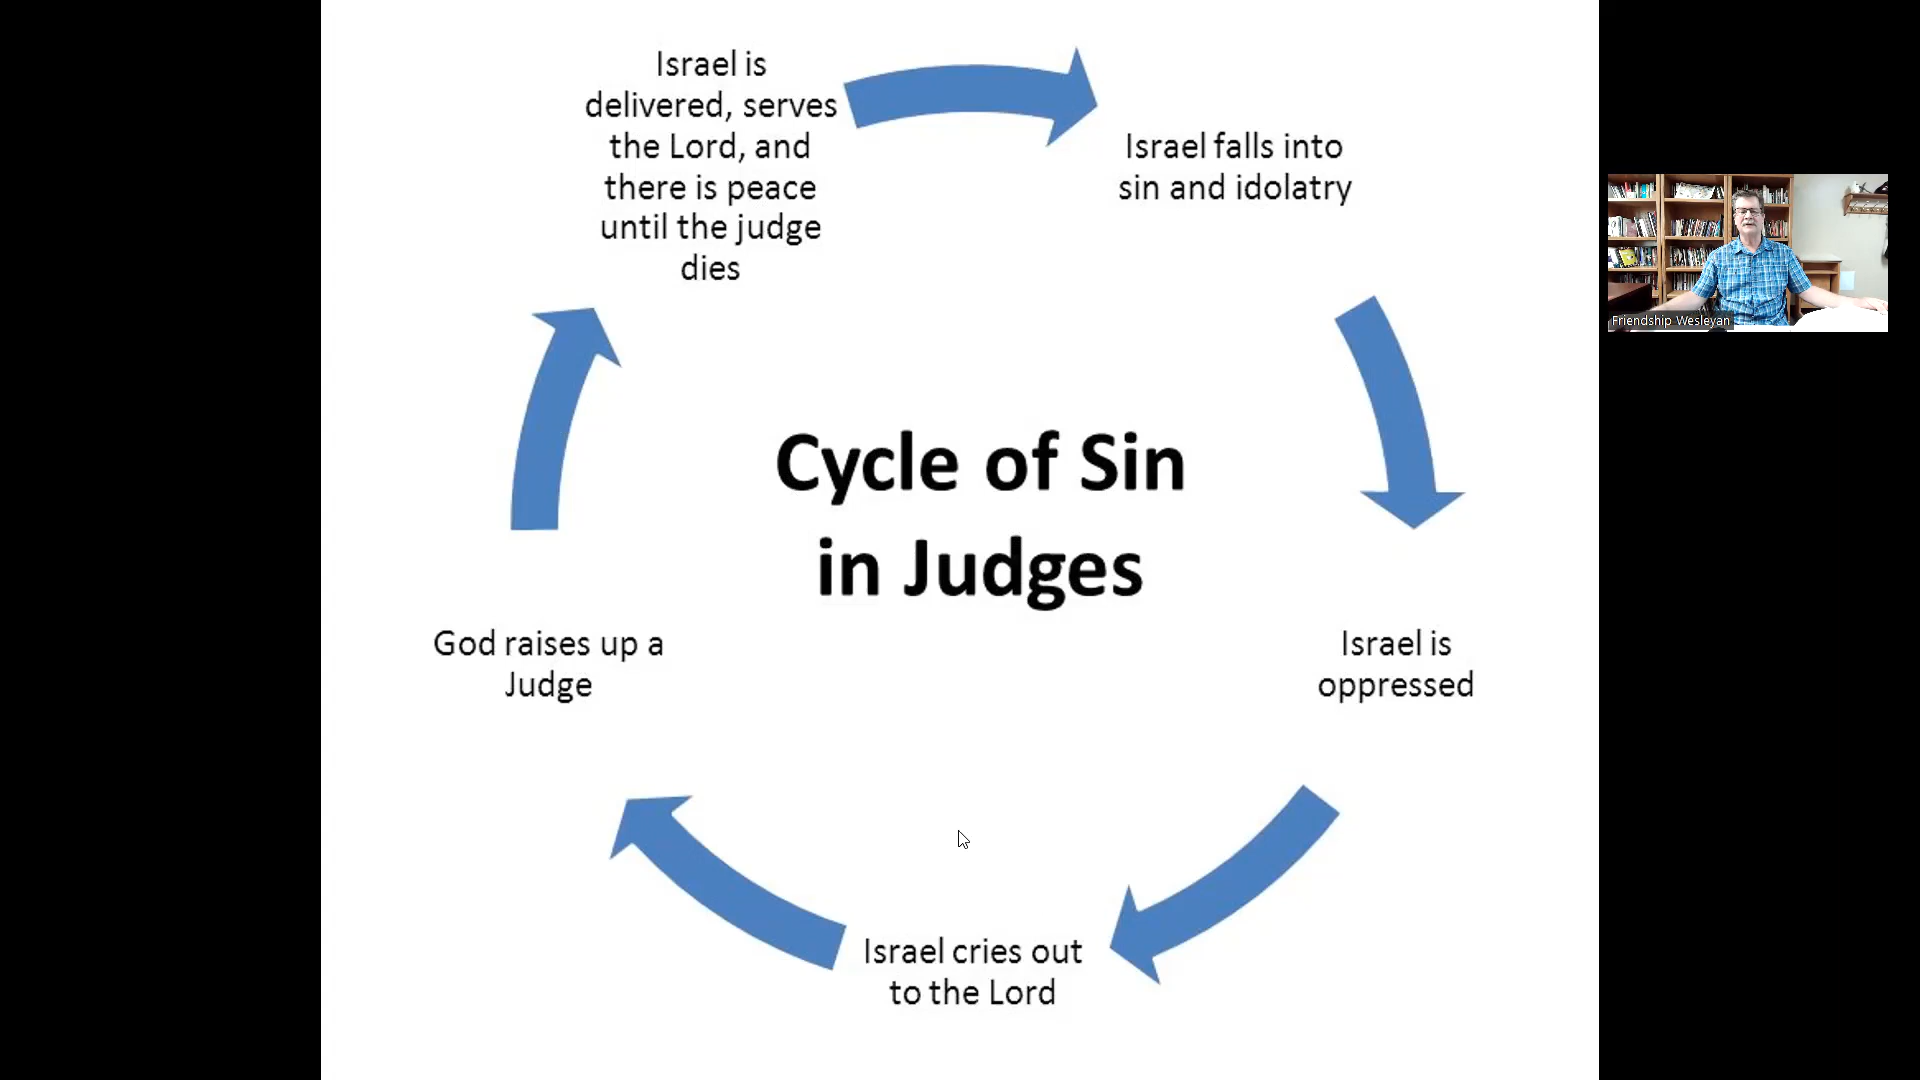 Israel is
delivered, serves
the Lord, and
there is peace
until the judge
dies
Israel falls into
sin and idolatry
Cycle of Sin
in Judges
God raises up a
Judge
Israel is
oppressed
Israel cries out
to the Lord
Friendship Wesleyan